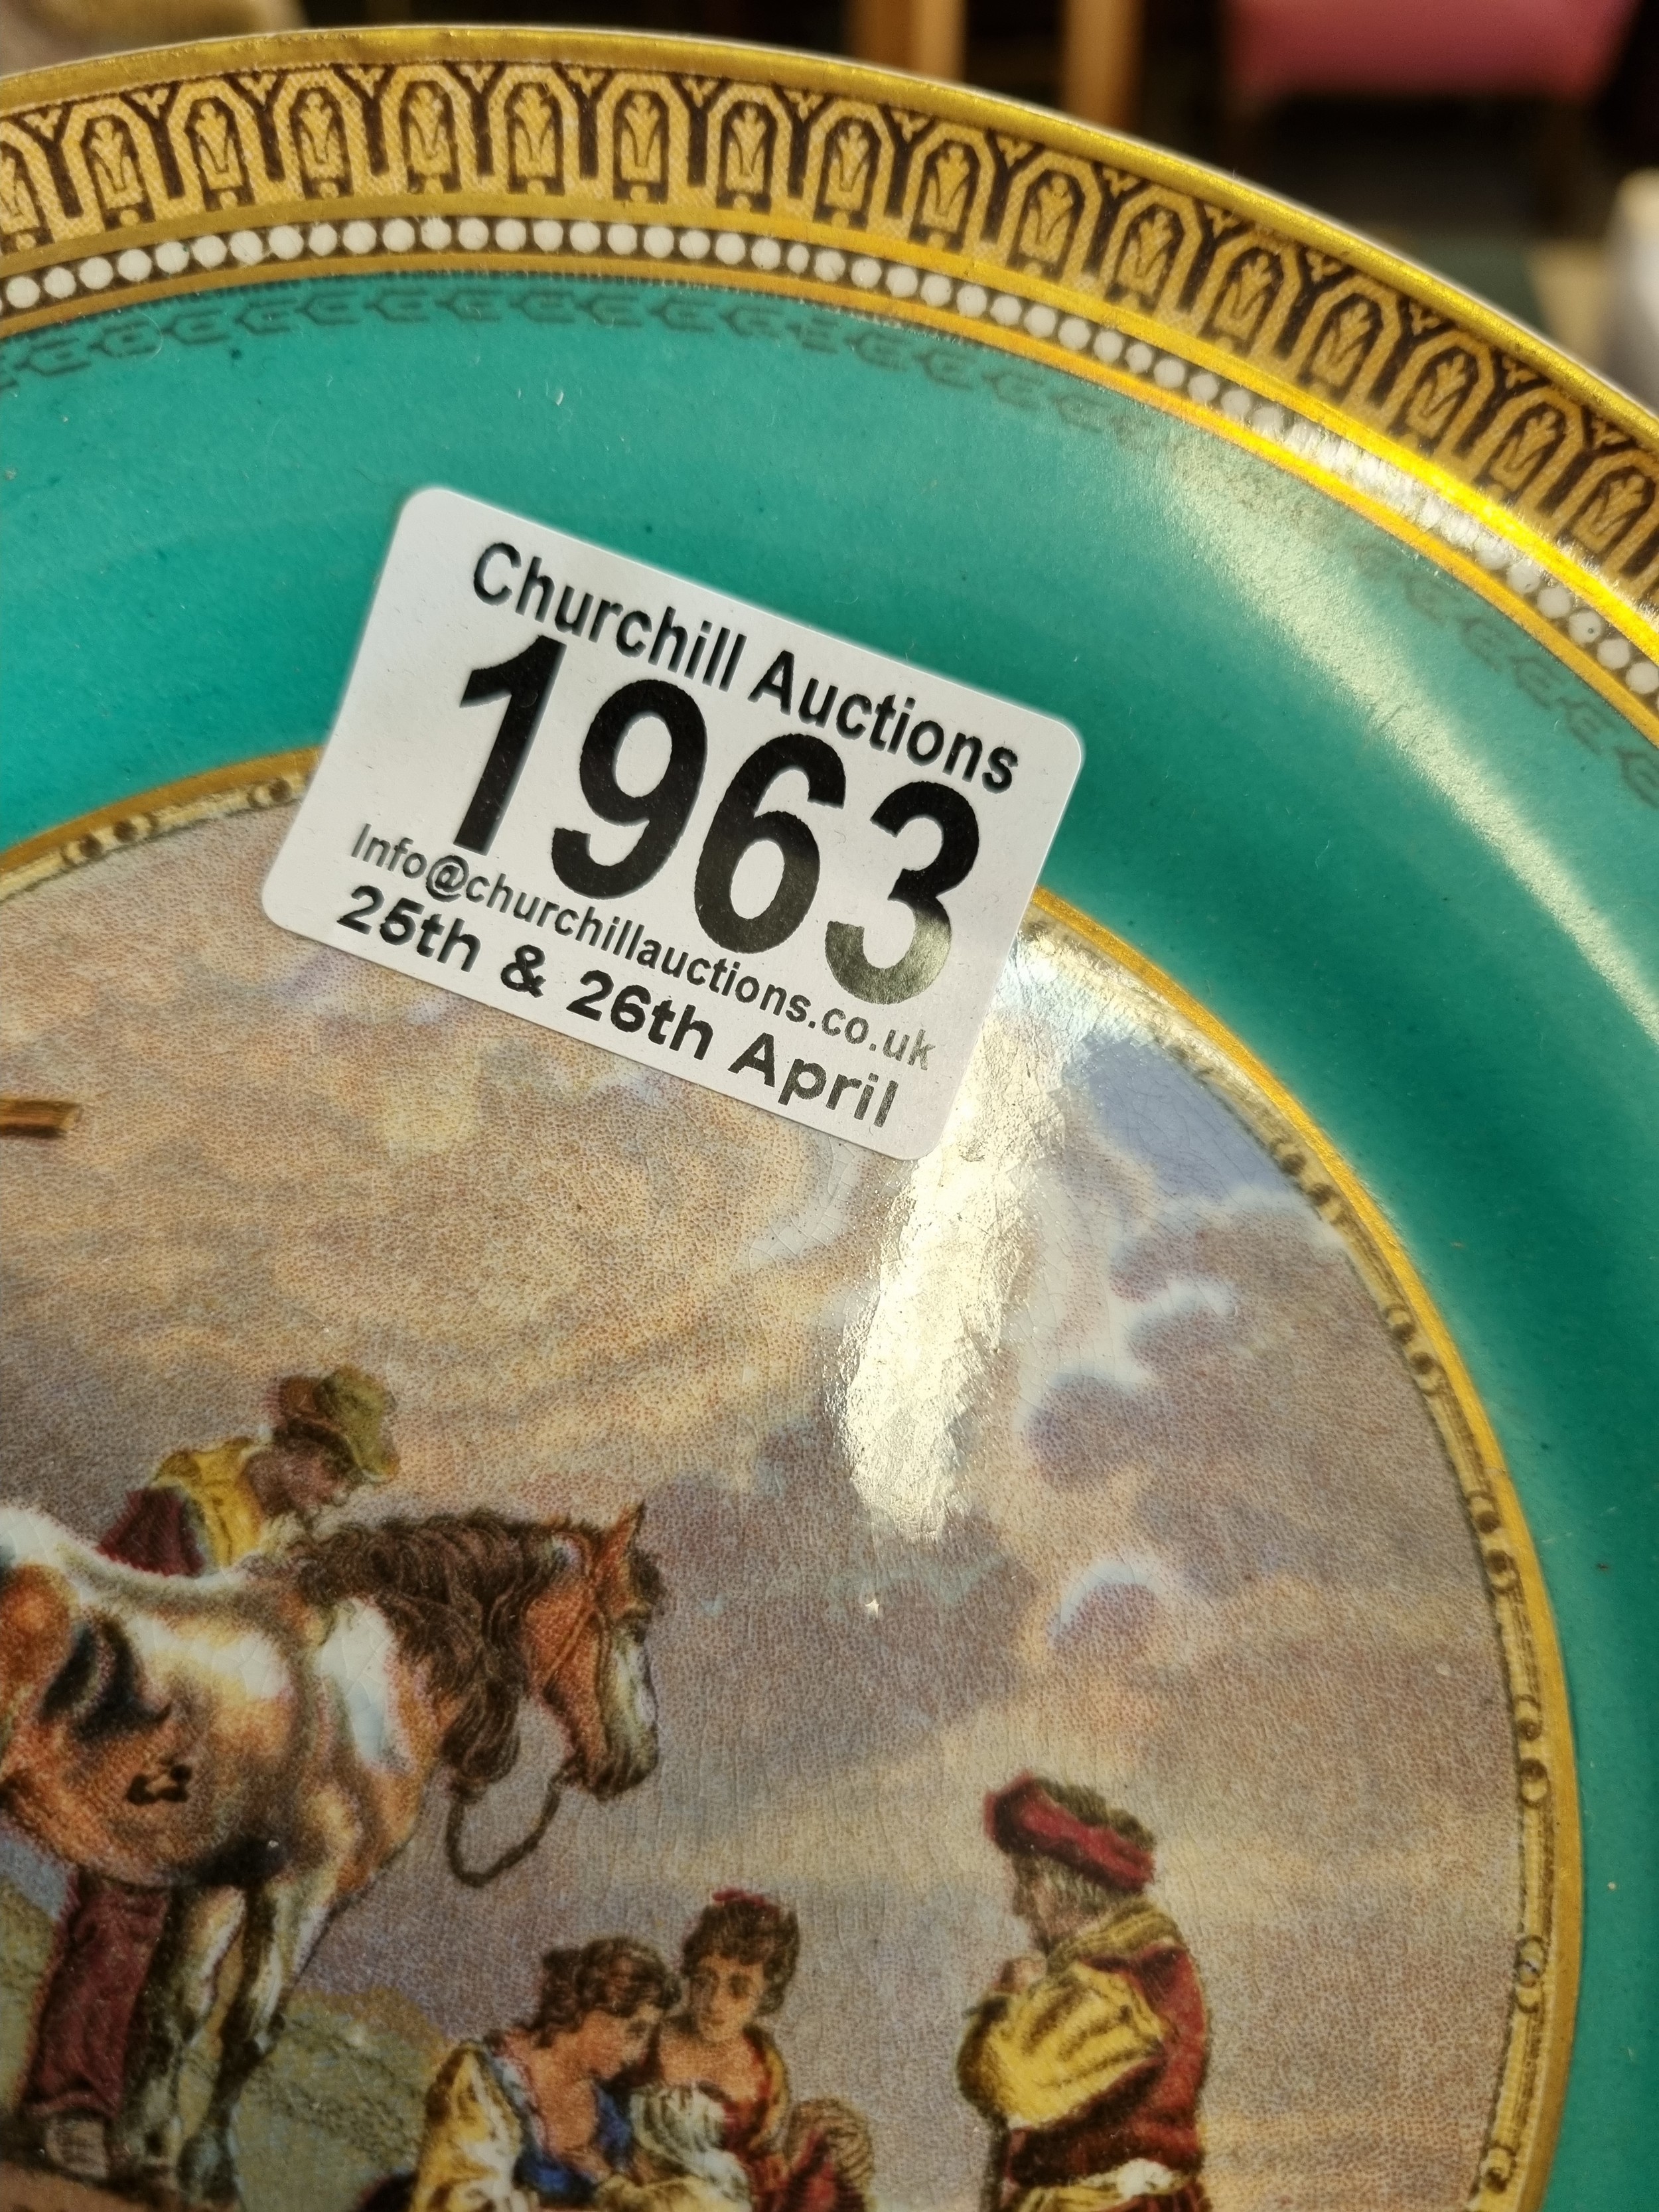 Churchill Auctions
1963
Info@churchillauctions.co.uk
25th & 26th April